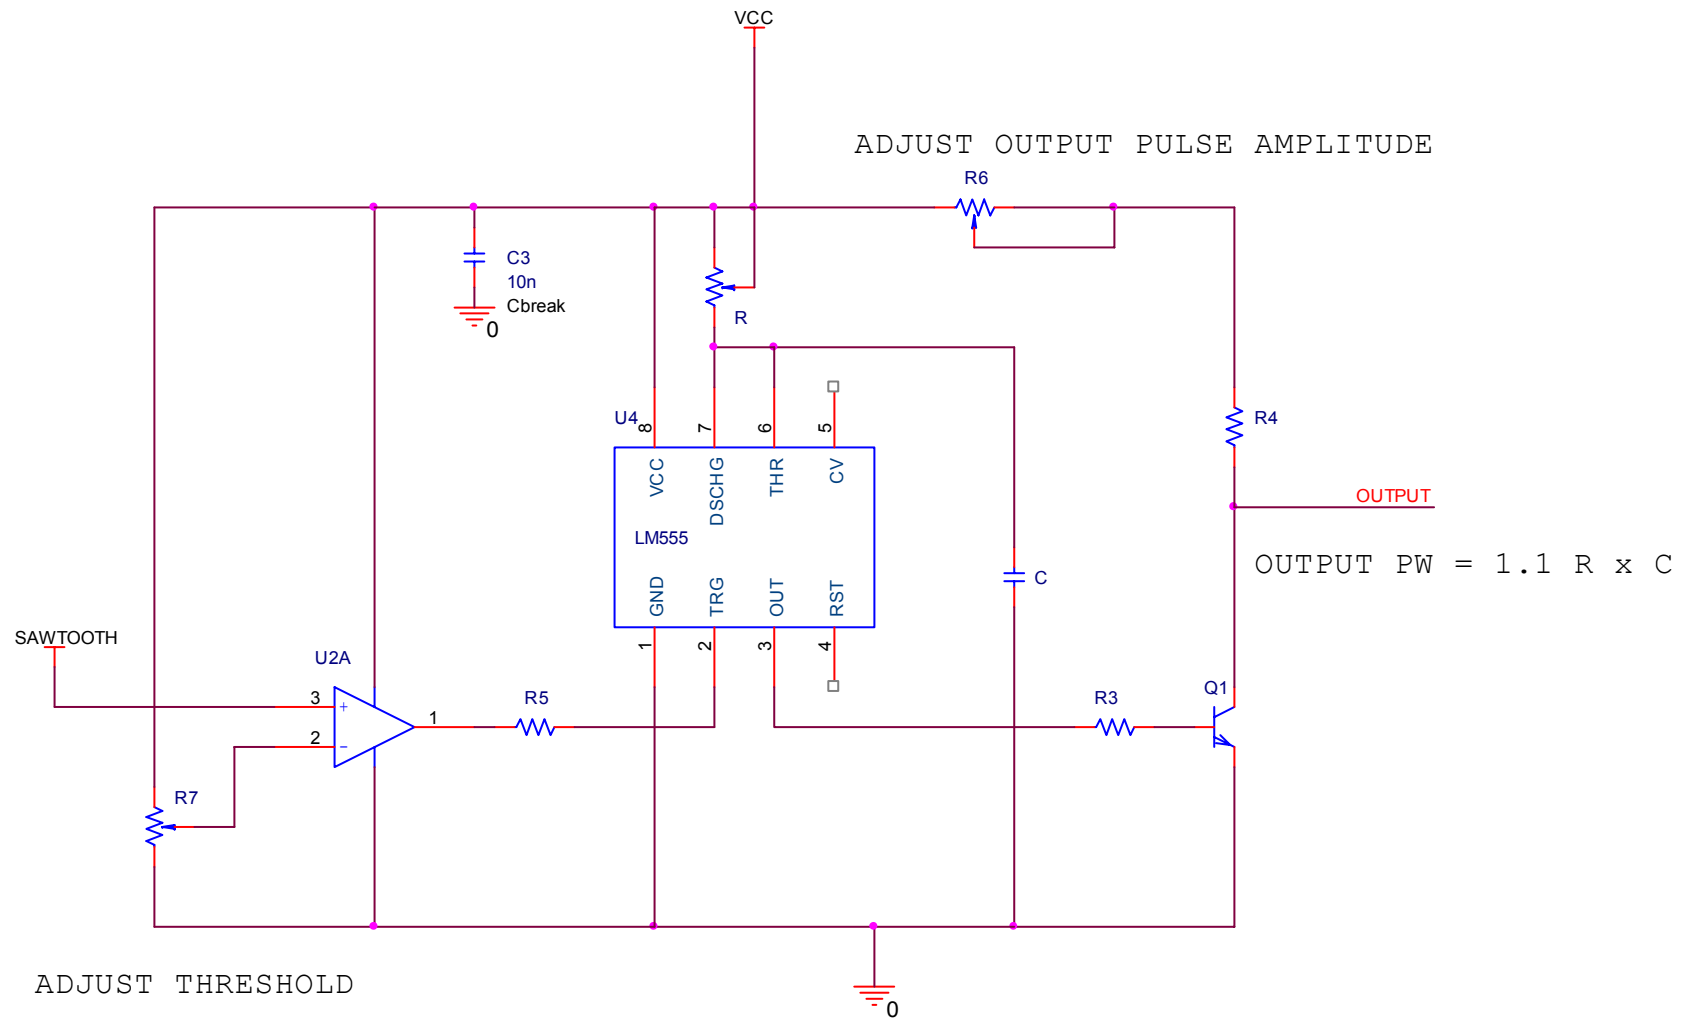 VCC
ADJUST OUTPUT PULSE AMPLITUDE
R6
C3
10n
Cbreak
0
R
U4
8
7
6
5
VCC
DSCHG
THR
CV
R4
OUTPUT
LM555
OUTPUT PW = 1.1 R x C
C
GND
TRG
OUT
RST
1
2
3
4
SAWTOOTH
U2A
3
+
2
-
1
R5
R3
Q1
R7
ADJUST THRESHOLD
0